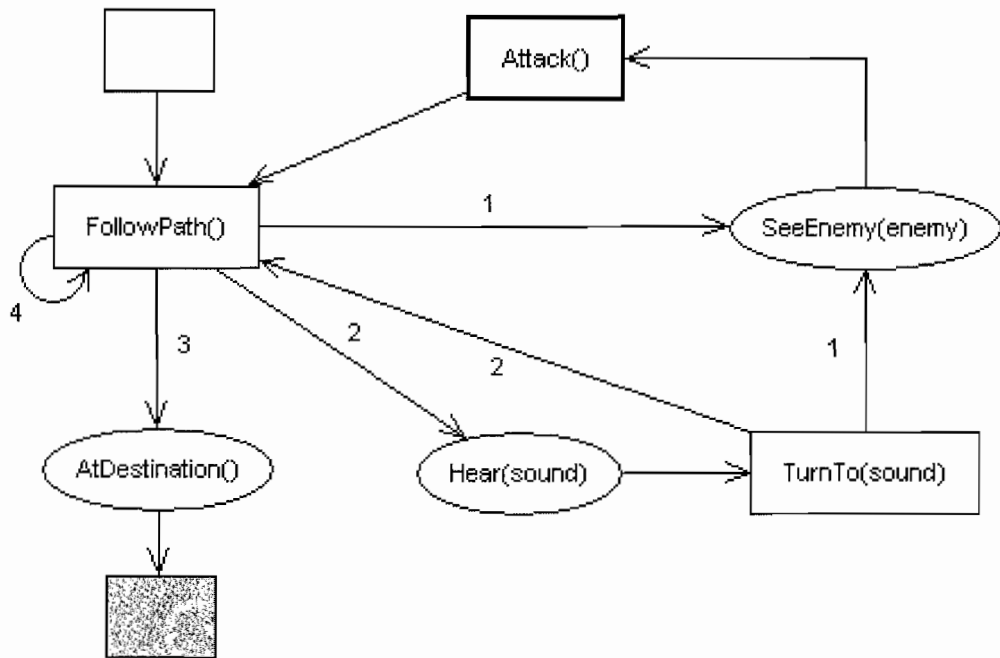 Attack()
FollowPath()
1
SeeEnemy(enemy)
4
3
2
2
1
AtDestination()
Hear(sound)
TurnTo(sound)